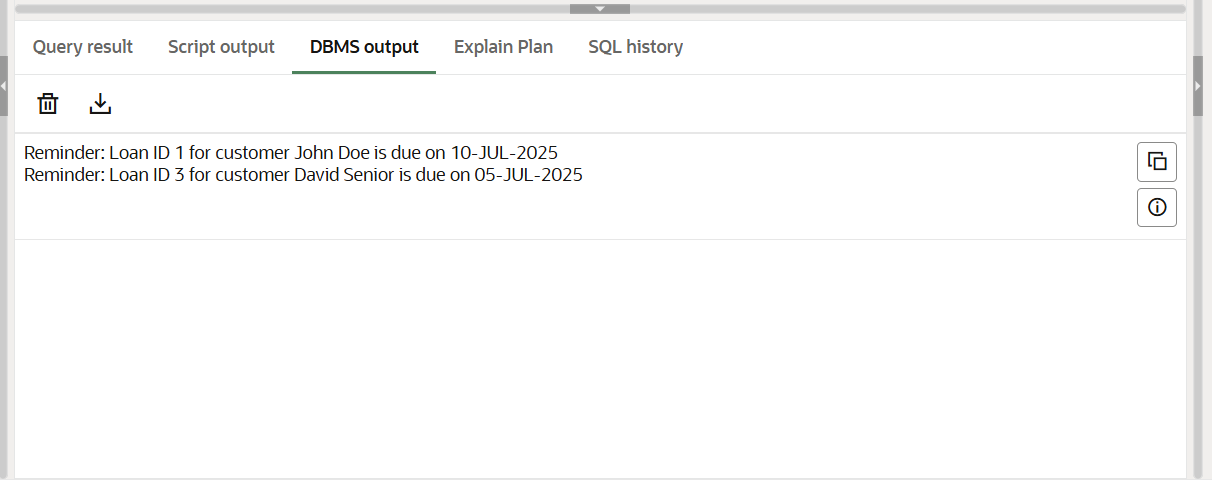 Query result Script output DBMS output Explain Plan SQL history
Reminder: Loan ID 1 for customer John Doe is due on 10-JUL-2025
Reminder: Loan ID 3 for customer David Senior is due on 05-JUL-2025